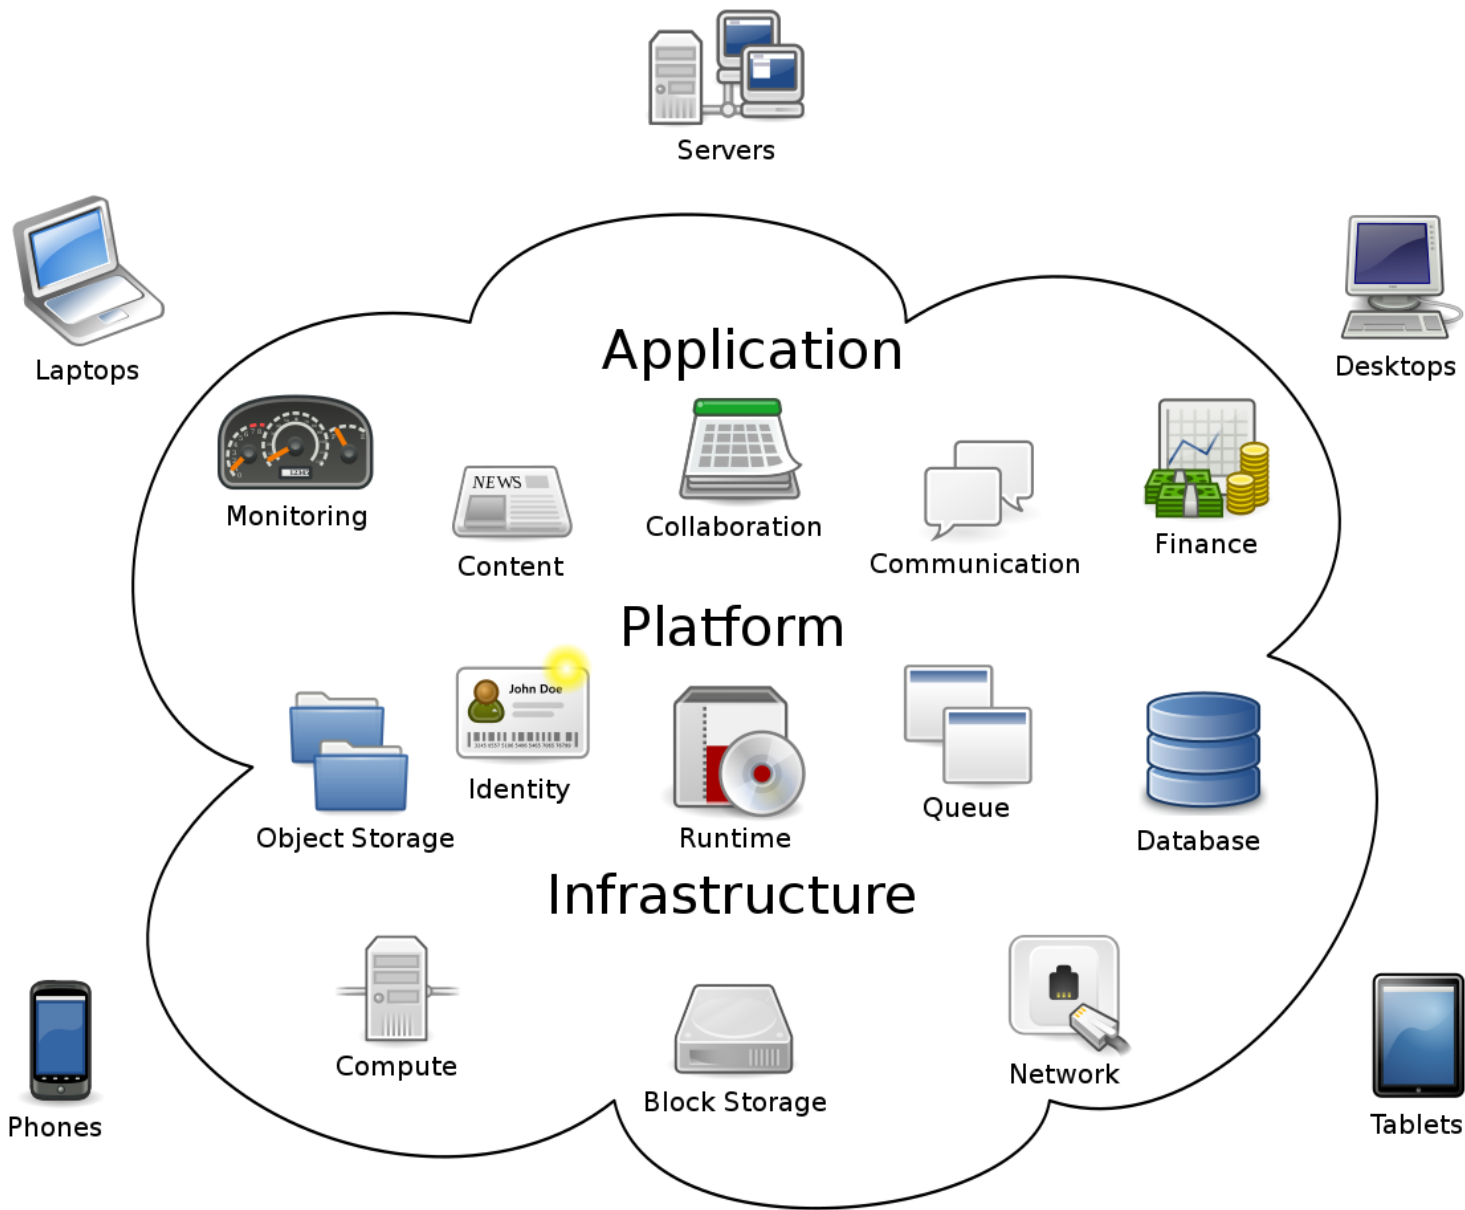 Servers
Laptops
Desktops
Application
Monitoring
NEWS
Content
Collaboration
Communication
Finance
Platform
John Doe
Object Storage
Identity
Runtime
Queue
Database
Infrastructure
Compute
Block Storage
Network
Phones
Tablets